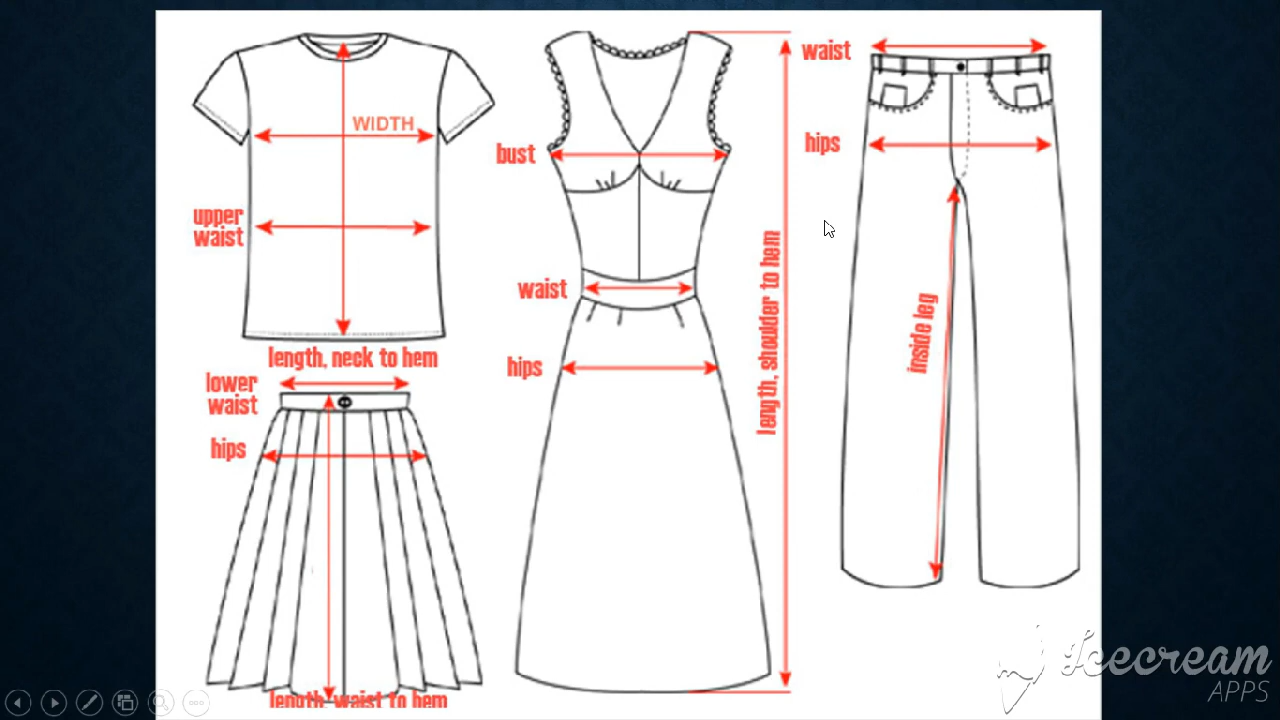 WIDTH
upper
waist
length, neck to hem
lower
waist
hips
length, waist to hem
bust
waist
hips
length, shoulder to hem
waist
hips
inside leg
Icecream
APPS